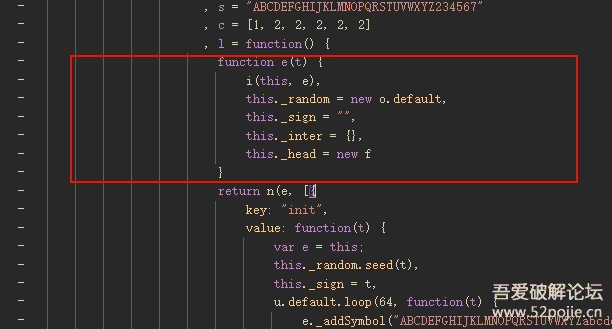 , s = "ABCDEFGHIJKLMNOPQRSTUVWXYZ234567"
, c = [1, 2, 2, 2, 2, 2]
, l = function() {
function e(t) {
i(this, e),
this._random = new o.default,
this._sign = "",
this._inter = {},
this._head = new f
}
return n(e, [{
key: "init",
value: function(t) {
var e = this;
this._random.seed(t),
this._sign = t,
u.default.loop(64, function(t) {
e._addSymbol("ABCDEFGHIJKLMNOPQRSTUVWXYZabcde
吾爱破解论坛
www.52pojie.cn